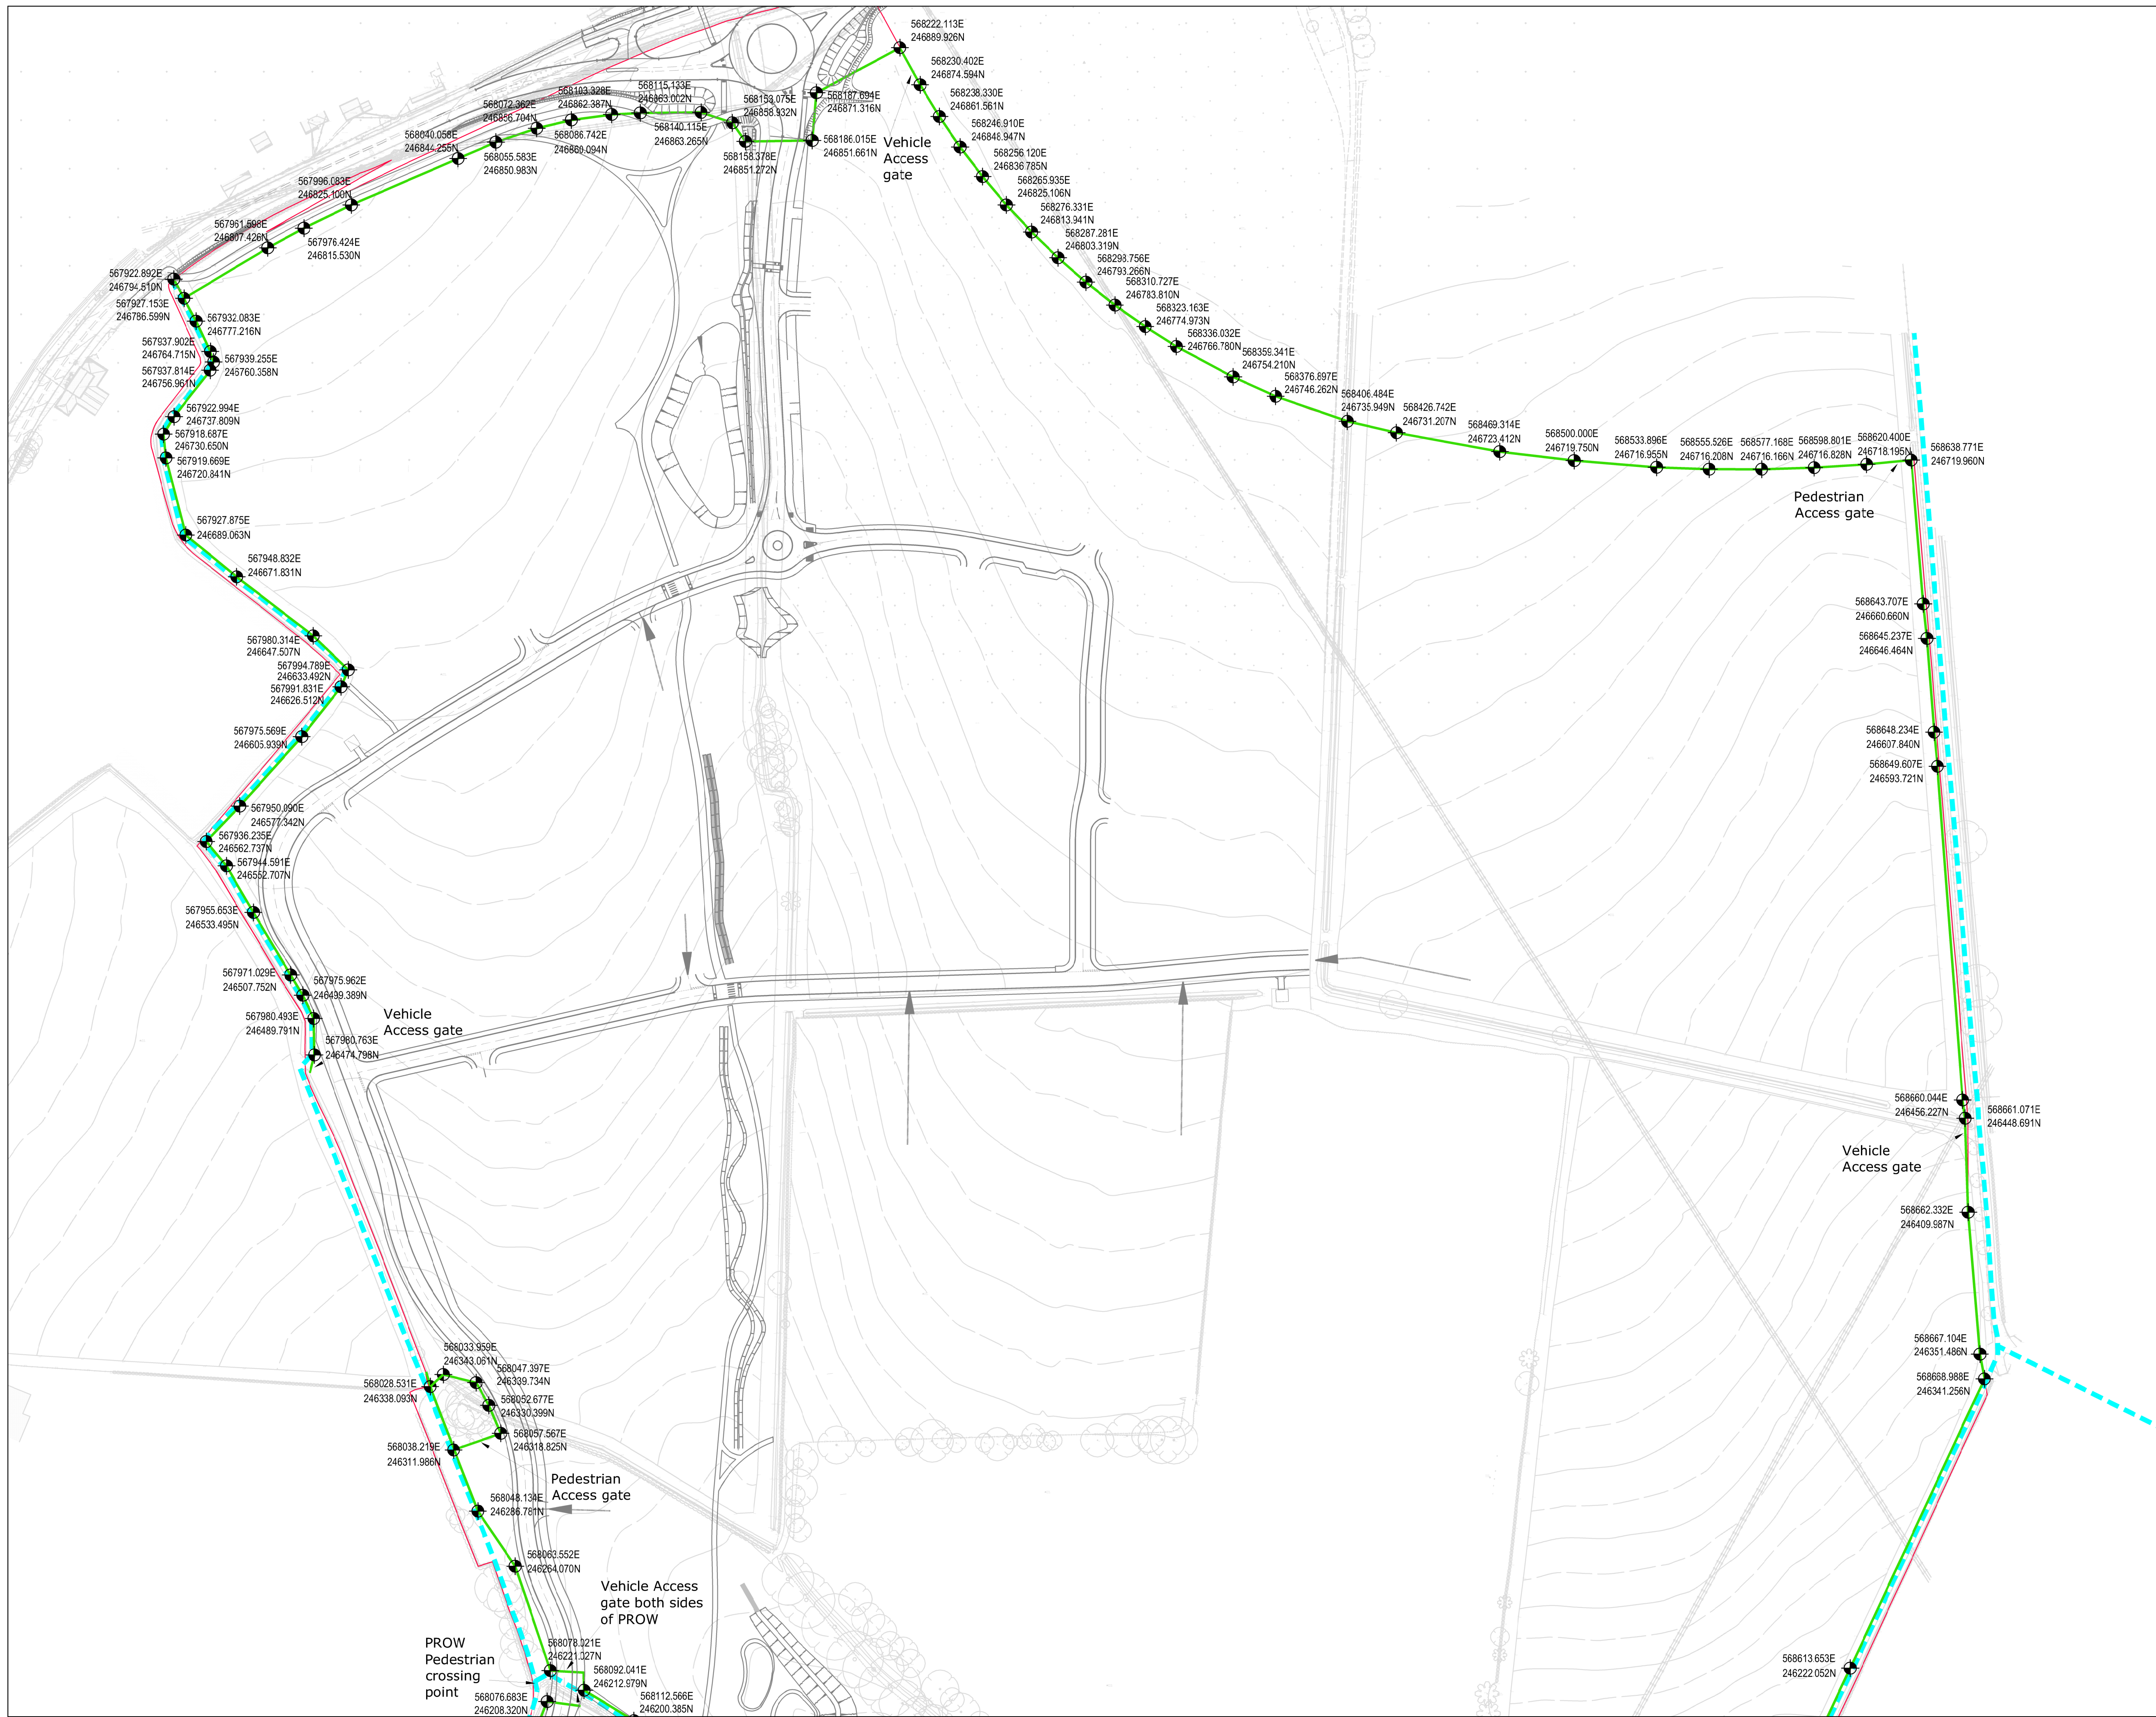 568222.113E
246889.926N
568230.402E
246874.594N
568238.330E
246861.561N
568246.910E
246848.947N
568256.120E
246836.785N
568265.935E
246825.106N
568276.331E
246813.941N
568287.281E
246803.319N
568298.756E
246793.266N
568310.727E
246783.810N
568323.163E
246774.973N
568336.032E
246766.780N
568359.341E
246754.210N
568376.897E
246746.262N
568406.484E
246735.949N
568426.742E
246731.207N
568469.314E
246723.412N
568500.000E
246719.750N
568533.896E
246716.955N
568555.526E
246716.208N
568577.168E
246716.166N
568598.801E
246716.828N
568620.400E
246718.195N
568638.771E
246719.960N
Pedestrian
Access gate
568187.694E
246871.316N
568186.015E
246851.661N
Vehicle
Access
gate
568153.075E
246858.932N
568158.378E
246851.272N
568115.133E
246863.002N
568140.115E
246863.265N
568103.328E
246862.387N
568086.742E
246860.094N
568072.362E
246856.704N
568055.583E
246850.983N
568040.058E
246844.255N
567996.083E
246825.100N
567976.424E
246815.530N
567961.598E
246807.426N
567922.892E
246794.510N
567927.153E
246786.599N
567932.083E
246777.216N
567937.902E
246764.715N
567939.255E
246760.358N
567937.814E
246756.961N
567922.994E
246737.809N
567918.687E
246730.650N
567919.669E
246720.841N
567927.875E
246689.063N
567948.832E
246671.831N
567980.314E
246647.507N
567994.789E
246633.492N
567991.831E
246626.512N
567975.569E
246605.939N
567950.090E
246577.342N
567936.235E
246562.737N
567944.591E
246552.707N
567955.653E
246533.495N
567971.029E
246507.752N
567975.962E
246499.389N
567980.493E
246489.791N
567980.763E
246474.798N
Vehicle
Access gate
568643.707E
246660.660N
568645.237E
246646.464N
568648.234E
246607.840N
568649.607E
246593.721N
568660.044E
246456.227N
568661.071E
246448.691N
Vehicle
Access gate
568662.332E
246409.987N
568667.104E
246351.486N
568668.988E
246341.256N
568613.653E
246222.052N
568033.959E
246343.061N
568047.397E
246339.734N
568028.531E
246338.093N
568052.677E
246330.399N
568057.567E
246318.825N
568038.219E
246311.986N
Pedestrian
Access gate
568048.134E
246286.781N
568063.552E
246264.070N
Vehicle Access
gate both sides
of PROW
568078.021E
246221.027N
PROW
Pedestrian
crossing
point
568092.041E
246212.979N
568076.683E
246208.320N
568112.566E
246200.385N